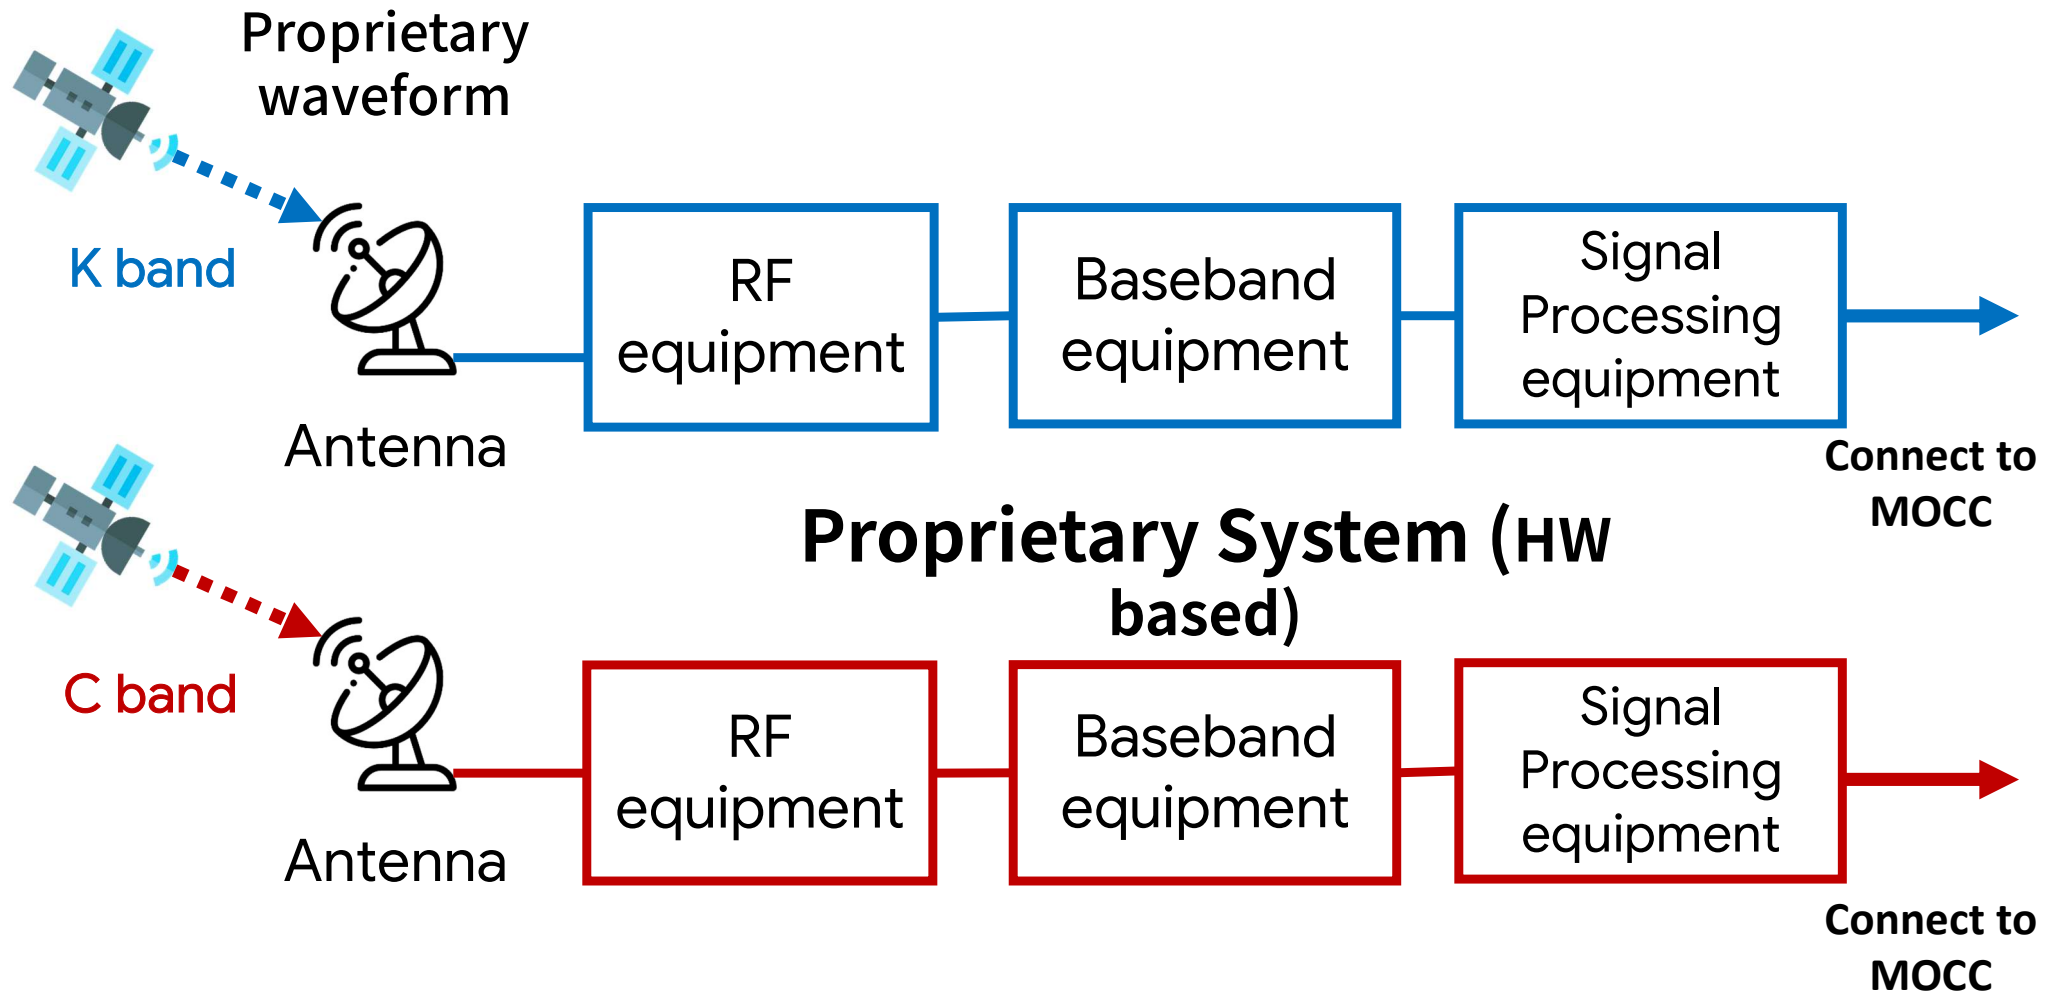 Proprietary
waveform
K band
Antenna
RF
equipment
Baseband
equipment
Signal
Processing
equipment
Connect to
MOCC
Proprietary System (HW
based)
C band
Antenna
RF
equipment
Baseband
equipment
Signal
Processing
equipment
Connect to
MOCC